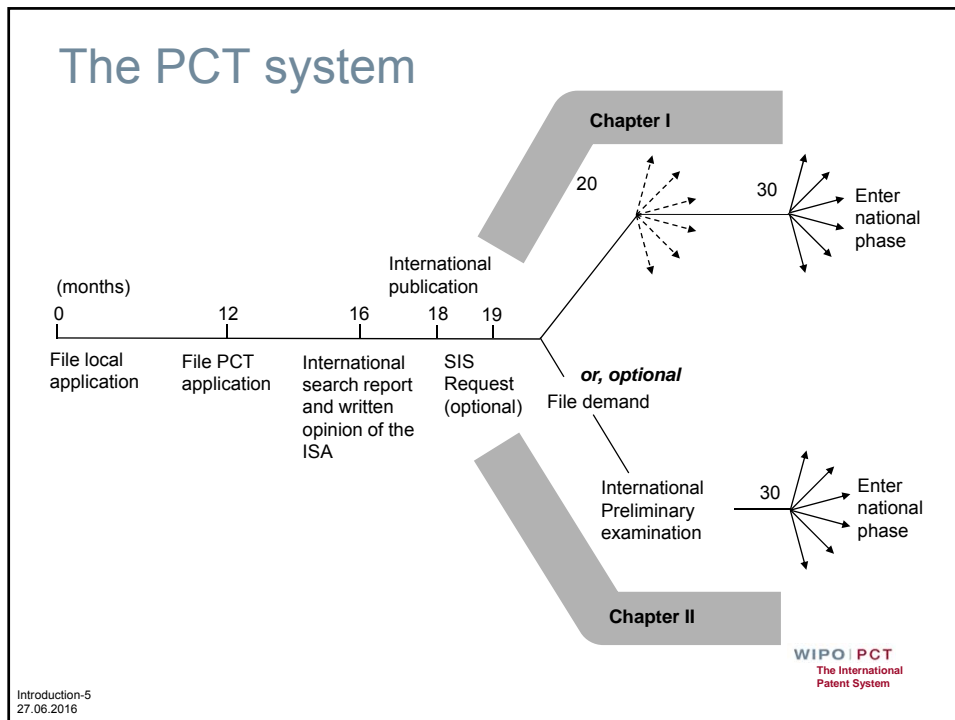 The PCT system
Chapter I
20
30
Enter
national
phase
International
publication
(months)
0
12
16
18
19
File local
application
File PCT
application
International
search report
and written
opinion of the
ISA
SIS
Request
(optional)
or, optional
File demand
International
Preliminary
examination
30
Enter
national
phase
Chapter II
WIPO|PCT
The International
Patent System
Introduction-5
27.06.2016